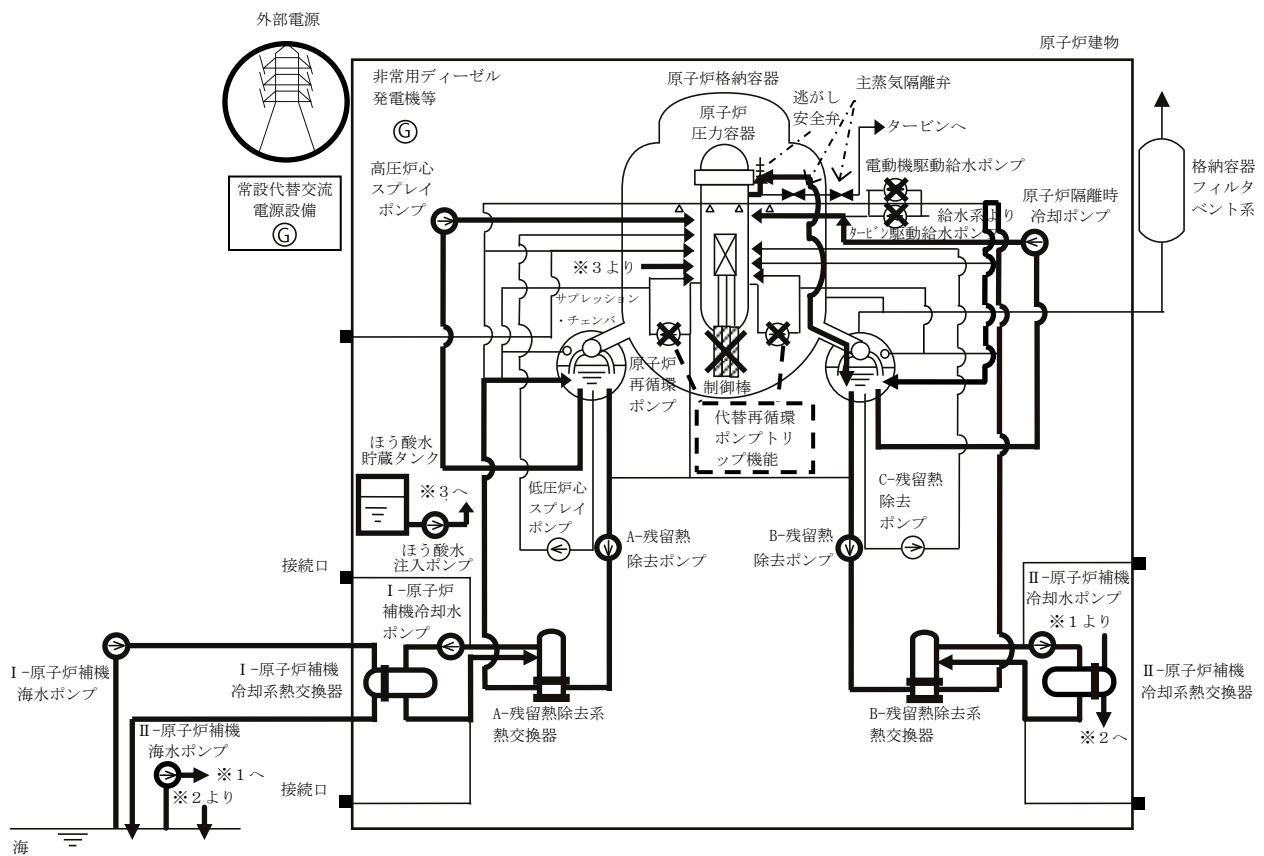 外部電源
原子炉建物
非常用ディーゼル
発電機等
G
常設代替交流
電源設備
G
高圧炉心
スプレイ
ポンプ
原子炉格納容器
原子炉
圧力容器
逃がし
安全弁
主蒸気隔離弁
タービンへ
電動機駆動給水ポンプ
給水系より
タービン駆動給水ポンプ
原子炉隔離時
冷却ポンプ
格納容器
フィルタ
ベント系
※3より
サプレッション
・チェンバ
原子炉
再循環
ポンプ
制御棒
代替再循環
ポンプトリ
ップ機能
ほう酸水
貯蔵タンク
※3へ
ほう酸水
注入ポンプ
低圧炉心
スプレイ
ポンプ
A-残留熱
除去ポンプ
B-残留熱
除去ポンプ
C-残留熱
除去
ポンプ
接続口
Ⅰ-原子炉
補機冷却水
ポンプ
Ⅱ-原子炉補機
冷却水ポンプ
※1より
Ⅰ-原子炉補機
海水ポンプ
Ⅰ-原子炉補機
冷却系熱交換器
A-残留熱除去系
熱交換器
B-残留熱除去系
熱交換器
Ⅱ-原子炉補機
冷却系熱交換器
※2へ
Ⅱ-原子炉補機
海水ポンプ
※1へ
※2より
接続口
海